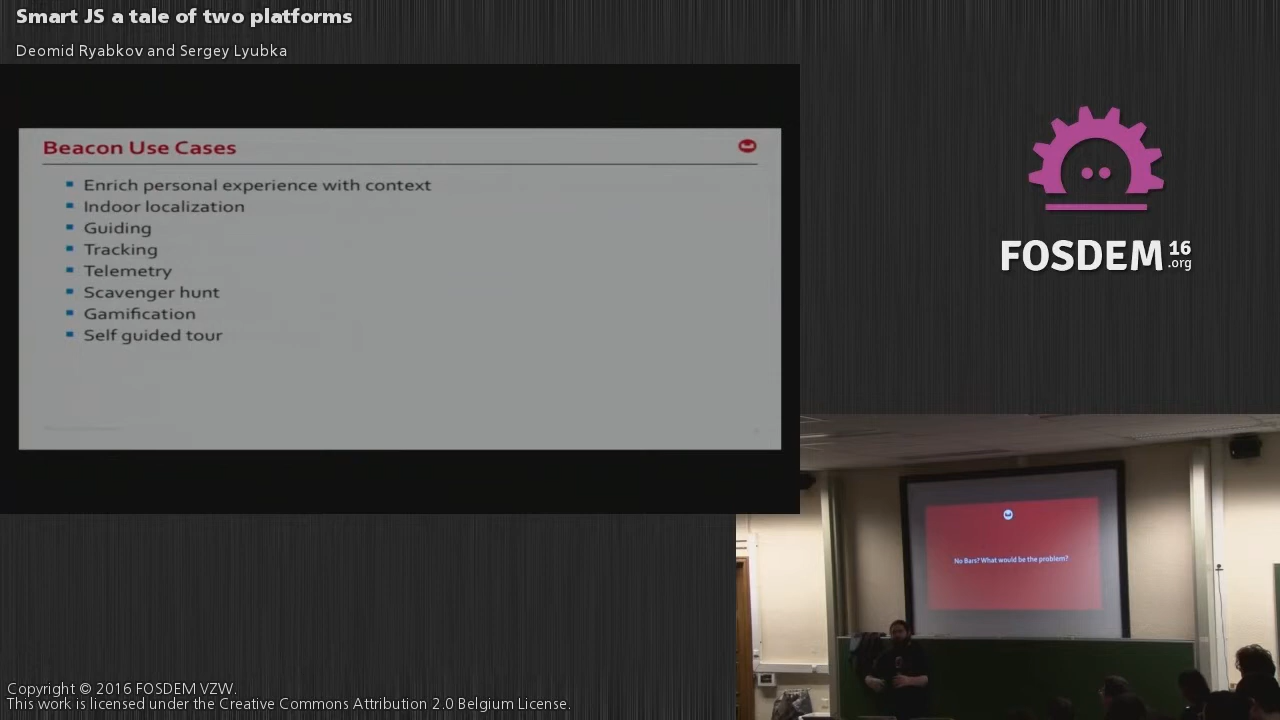 Smart JS a tale of two platforms
Deomid Ryabkov and Sergey Lyubka
Beacon Use Cases
Enrich personal experience with context
Indoor localization
Guiding
Tracking
Telemetry
Scavenger hunt
Gamification
Self guided tour
FOSDEM 16
.org
No Bars? What would be the problem?
Copyright © 2016 FOSDEM VZW.
This work is licensed under the Creative Commons Attribution 2.0 Belgium License.